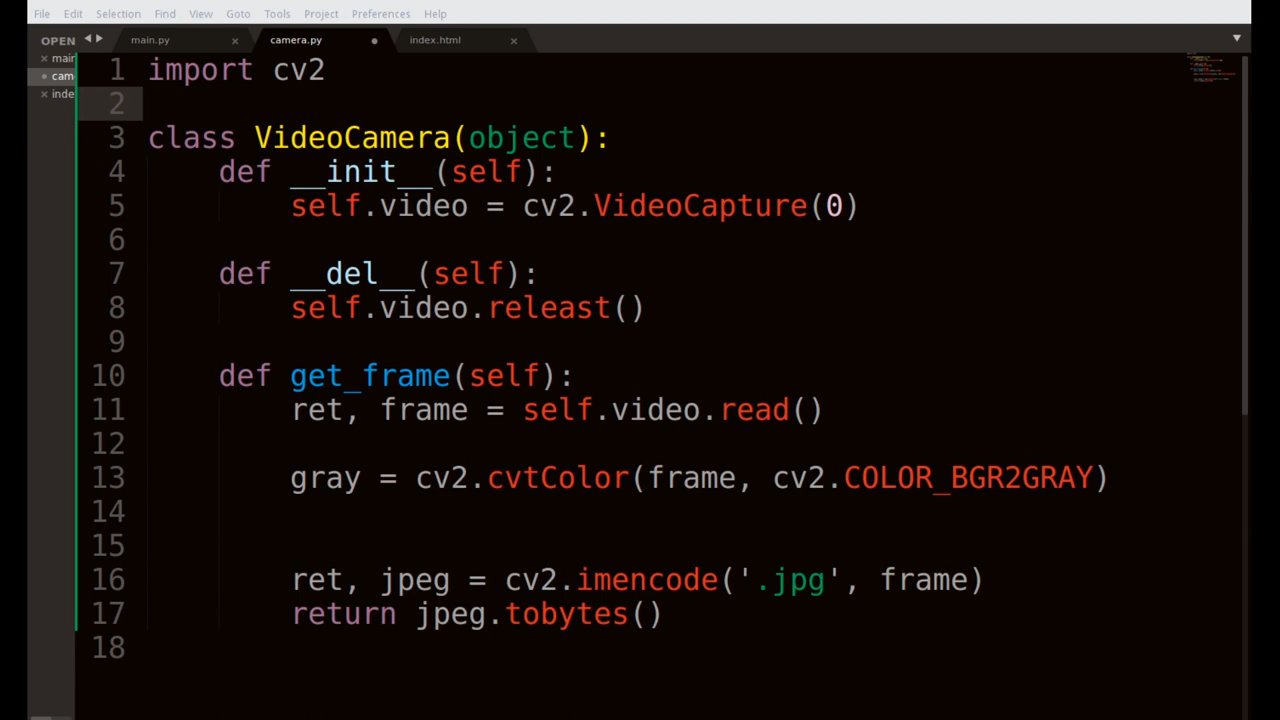 File Edit Selection Find View Goto Tools Project Preferences Help
OPEN
main.py
camera.py
index.html
main
cam
inde
1 import cv2
2
3 class VideoCamera(object):
4 def __init__(self):
5 self.video = cv2.VideoCapture(0)
6
7 def __del__(self):
8 self.video.releast()
9
10 def get_frame(self):
11 ret, frame = self.video.read()
12
13 gray = cv2.cvtColor(frame, cv2.COLOR_BGR2GRAY)
14
15
16 ret, jpeg = cv2.imencode('.jpg', frame)
17 return jpeg.tobytes()
18